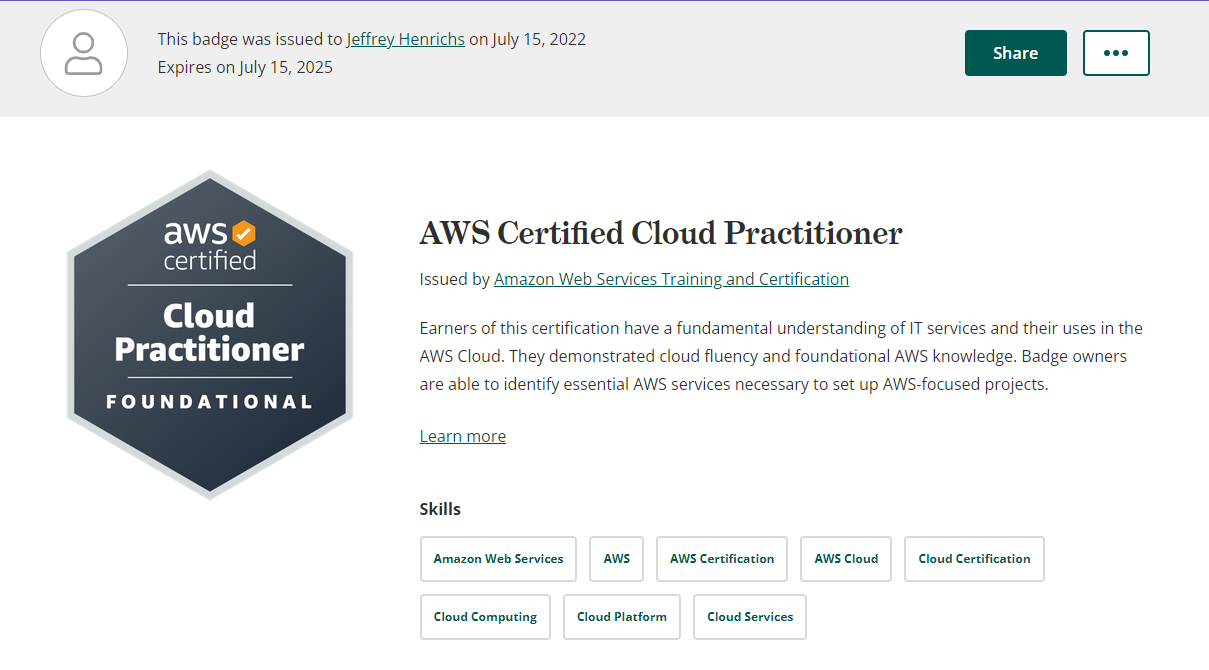 This badge was issued to Jeffrey Henrichs on July 15, 2022
Expires on July 15, 2025
Share
aws
certified
Cloud
Practitioner
FOUNDATIONAL
AWS Certified Cloud Practitioner
Issued by Amazon Web Services Training and Certification
Earners of this certification have a fundamental understanding of IT services and their uses in the
AWS Cloud. They demonstrated cloud fluency and foundational AWS knowledge. Badge owners
are able to identify essential AWS services necessary to set up AWS-focused projects.
Learn more
Skills
Amazon Web Services AWS AWS Certification AWS Cloud Cloud Certification
Cloud Computing Cloud Platform Cloud Services